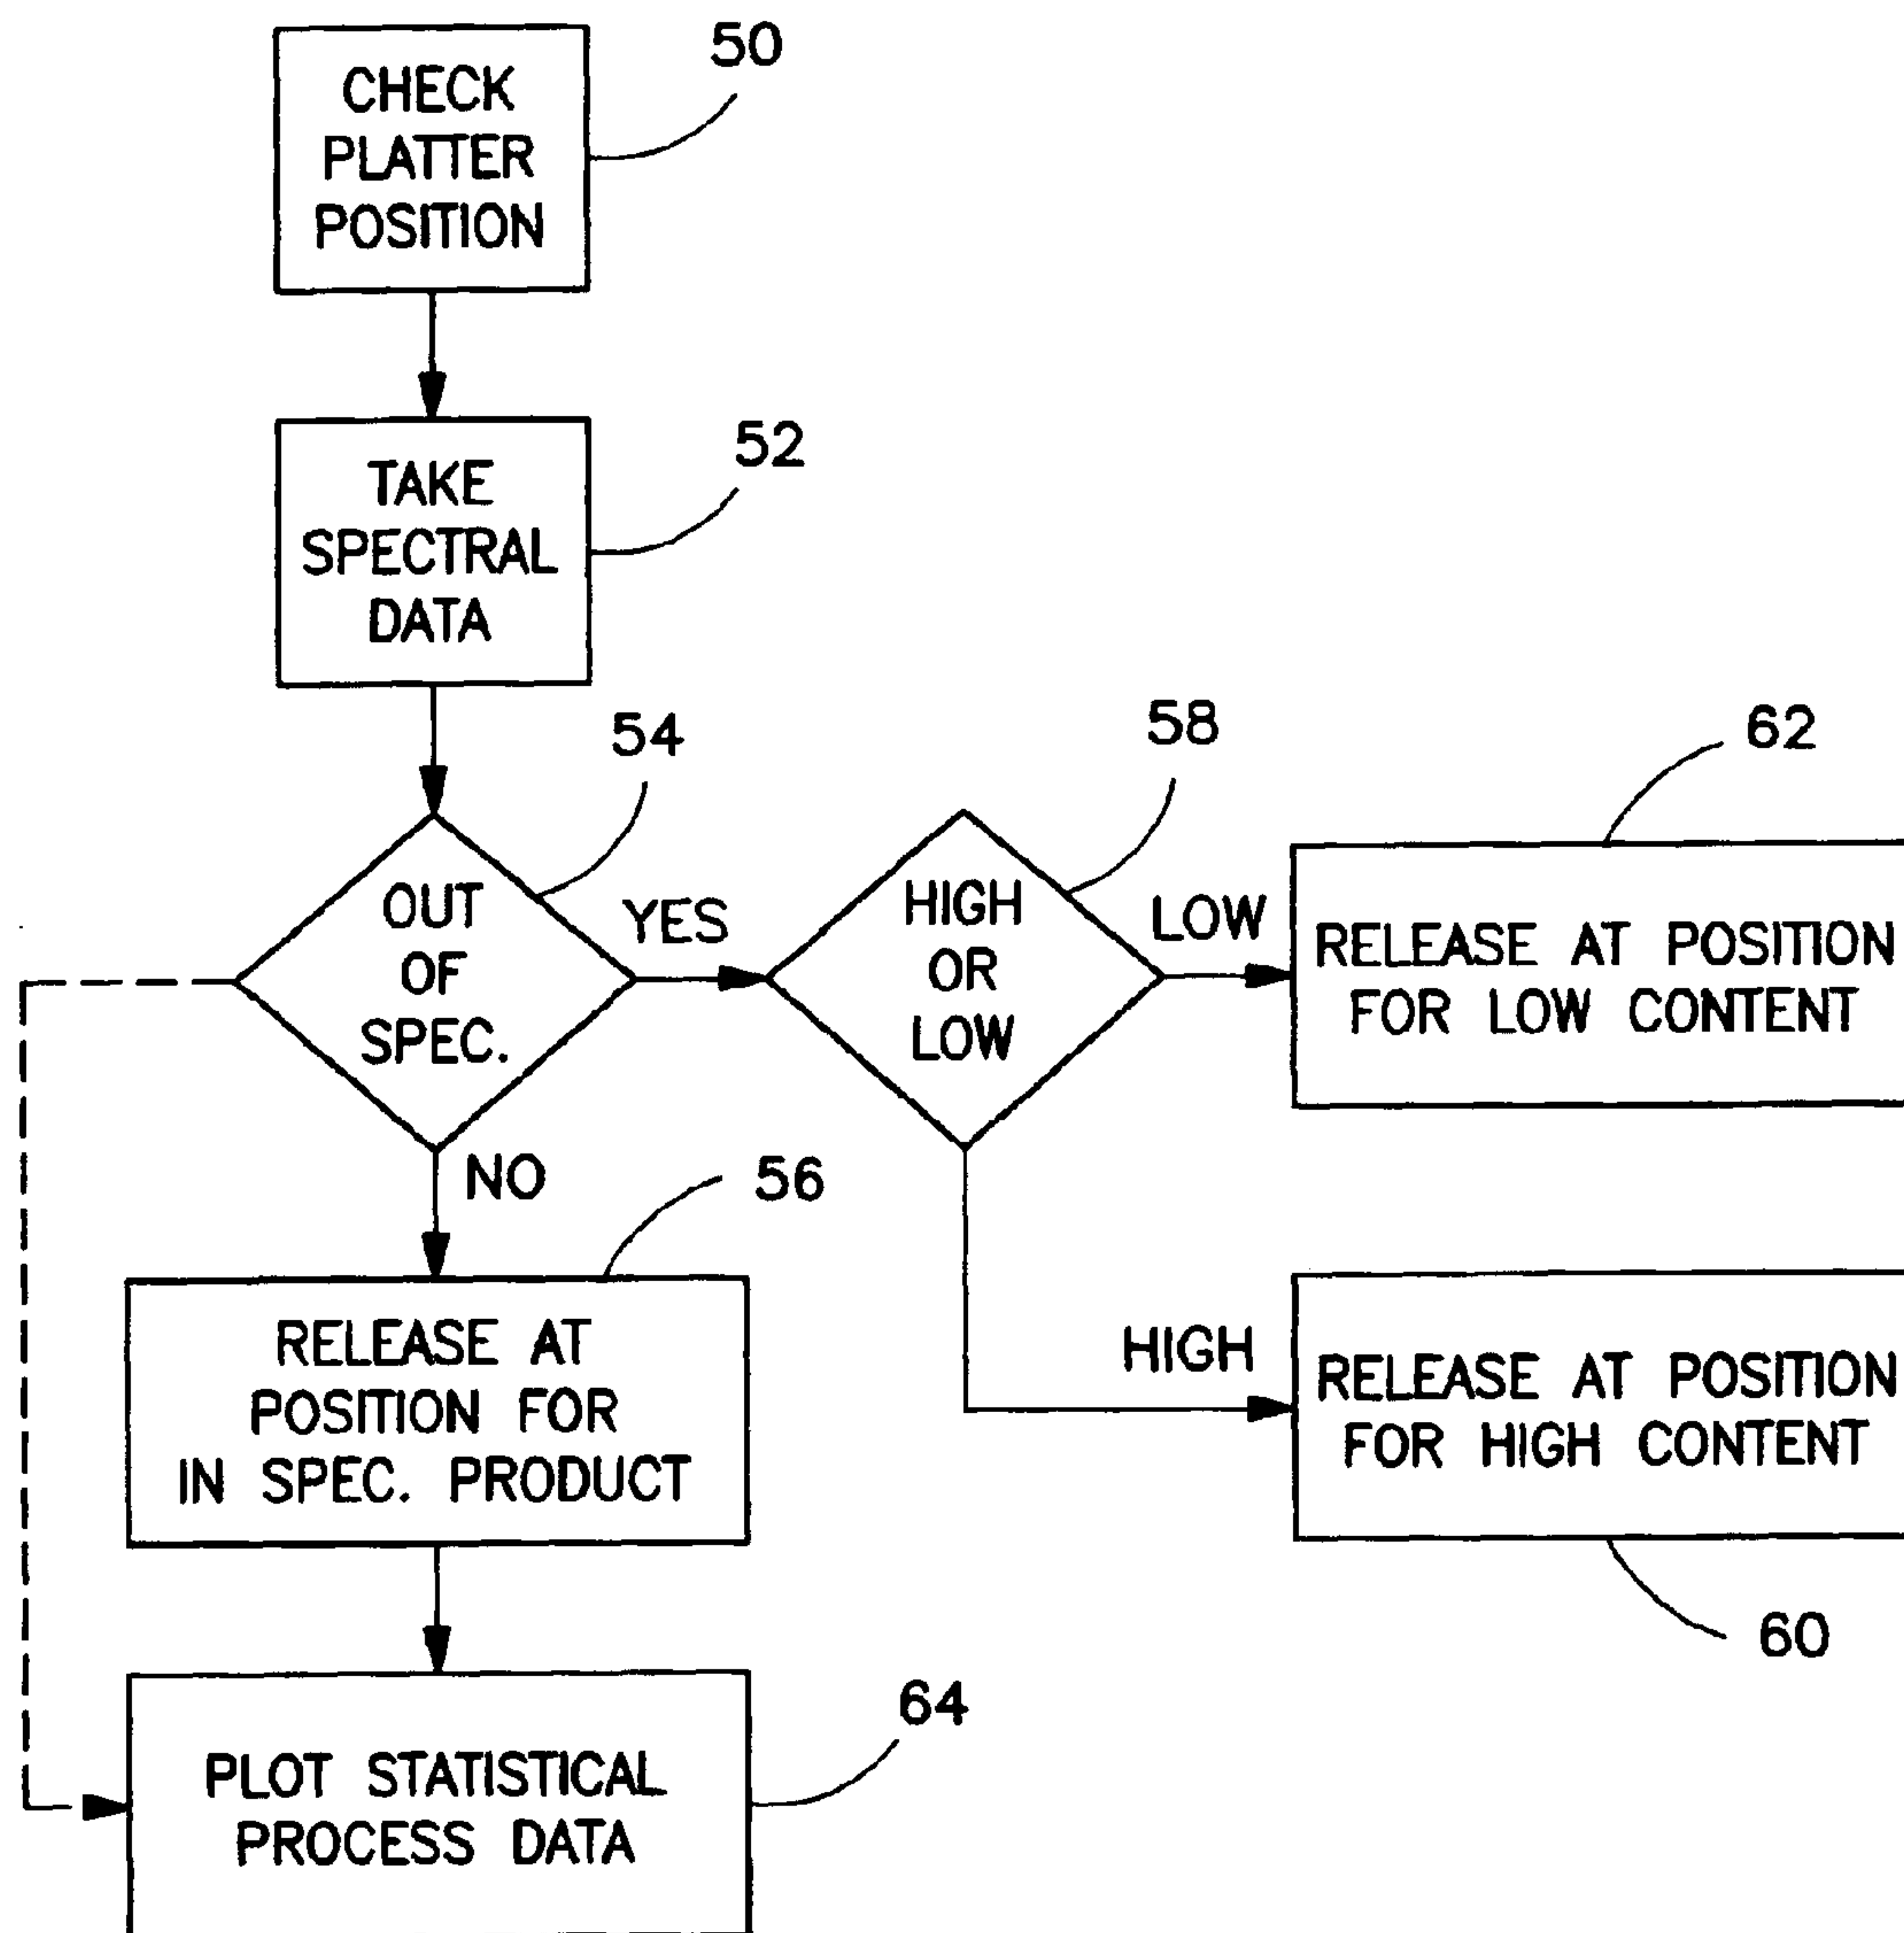 50
CHECK
PLATTER
POSITION
52
TAKE
SPECTRAL
DATA
54
OUT
OF
SPEC.
YES
58
HIGH
OR
LOW
LOW
62
RELEASE AT POSITION
FOR LOW CONTENT
NO
56
RELEASE AT
POSITION FOR
IN SPEC. PRODUCT
HIGH
RELEASE AT POSITION
FOR HIGH CONTENT
60
64
PLOT STATISTICAL
PROCESS DATA